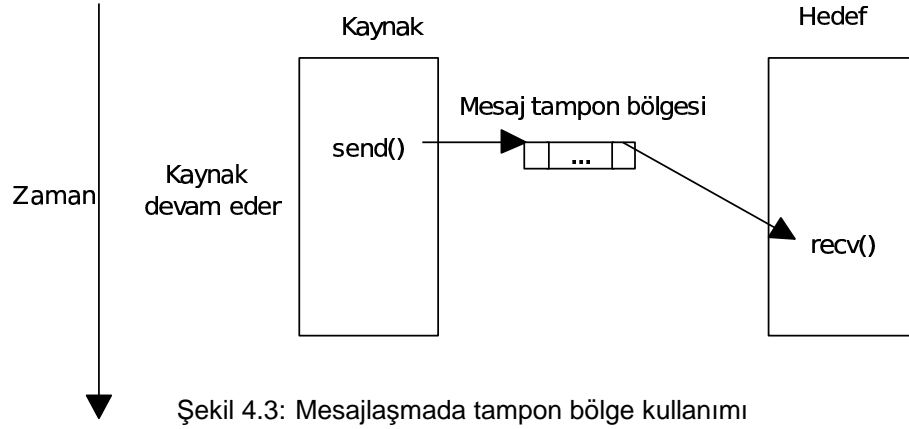 Kaynak
Hedef
Mesaj tampon bölgesi
send()
...
Kaynak
devam eder
Zaman
recv()
Şekil 4.3: Mesajlaşmada tampon bölge kullanımı